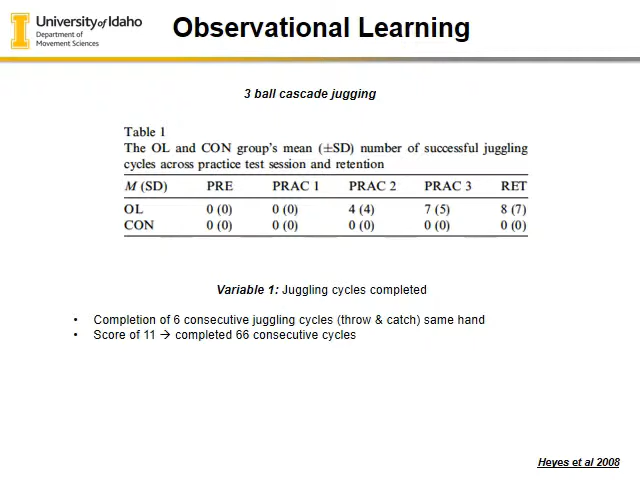 University of Idaho
Department of
Movement Sciences
Observational Learning
3 ball cascade jugging
Table 1
The OL and CON group's mean (±SD) number of successful juggling
cycles across practice test session and retention
M (SD) PRE PRAC 1 PRAC 2 PRAC 3 RET
OL 0 (0) 0 (0) 4 (4) 7 (5) 8 (7)
CON 0 (0) 0 (0) 0 (0) 0 (0) 0 (0)
Variable 1: Juggling cycles completed
• Completion of 6 consecutive juggling cycles (throw & catch) same hand
• Score of 11 → completed 66 consecutive cycles
Heyes et al 2008